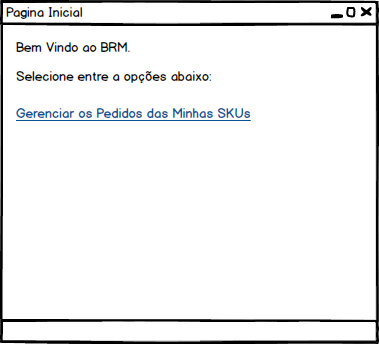 Pagina Inicial
Bem Vindo ao BRM.
Selecione entre a opções abaixo:
Gerenciar os Pedidos das Minhas SKUs